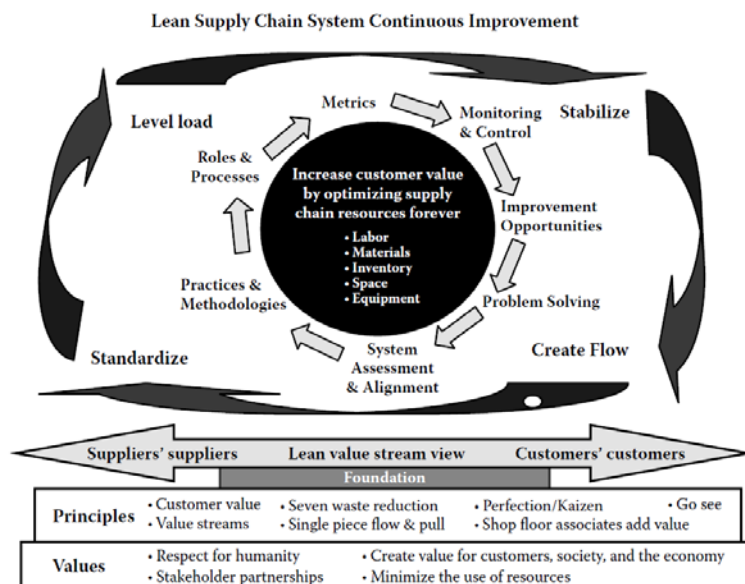 Lean Supply Chain System Continuous Improvement
Metrics
Monitoring
& Control
Stabilize
Level load
Roles &
Processes
Increase customer value
by optimizing supply
chain resources forever
• Labor
• Materials
• Inventory
• Space
• Equipment
Improvement
Opportunities
Practices &
Methodologies
Problem Solving
Standardize
System
Assessment
& Alignment
Create Flow
Suppliers' suppliers
Lean value stream view
Customers' customers
Foundation
Principles
• Customer value
• Seven waste reduction
• Perfection/Kaizen
• Go see
• Value streams
• Single piece flow & pull
• Shop floor associates add value
Values
• Respect for humanity
• Create value for customers, society, and the economy
• Stakeholder partnerships
• Minimize the use of resources